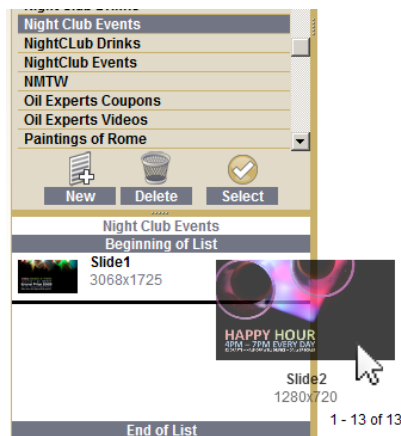 Night Club Events
NightCLub Drinks
NightClub Events
NMTW
Oil Experts Coupons
Oil Experts Videos
Paintings of Rome
New Delete Select
Night Club Events
Beginning of List
Slide1
3068x1725
HAPPY HOUR
4PM – 7PM EVERY DAY
Slide2
1280x720
1 - 13 of 13
End of List